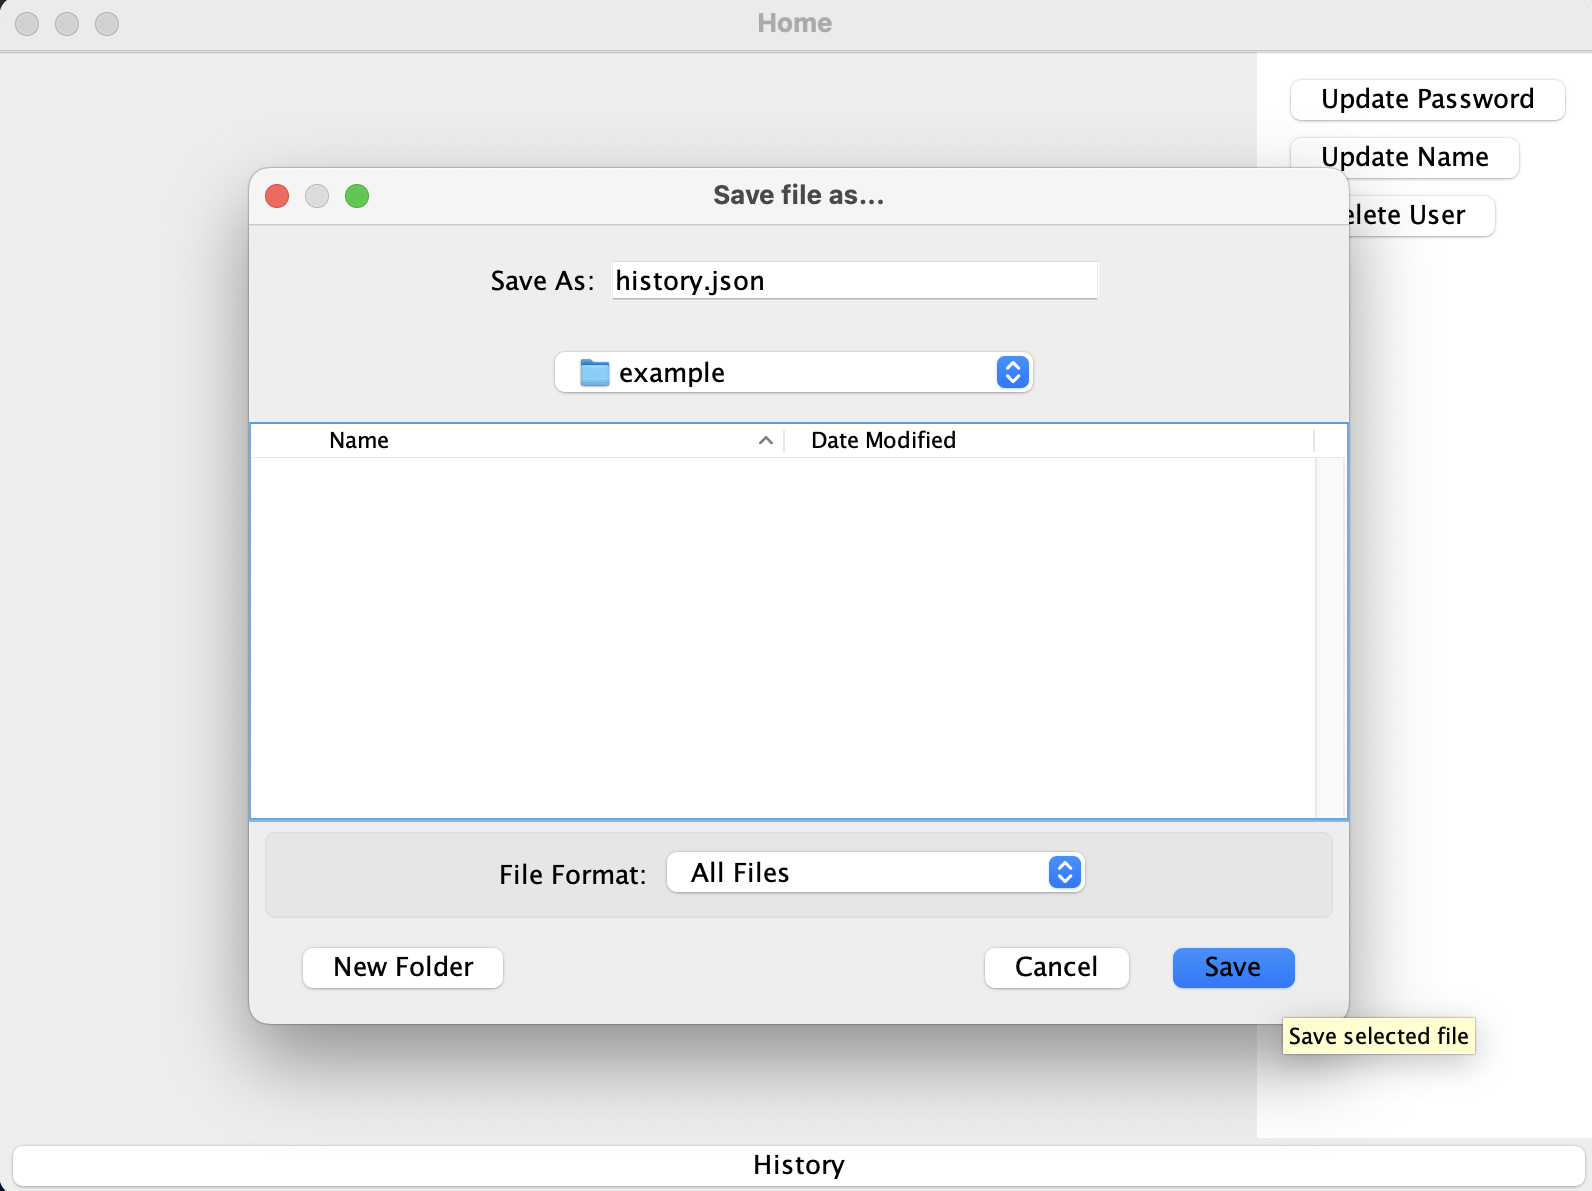 Home
Update Password
Update Name
elete User
Save file as...
Save As: history.json
example
Name Date Modified
File Format: All Files
New Folder Cancel Save
Save selected file
History